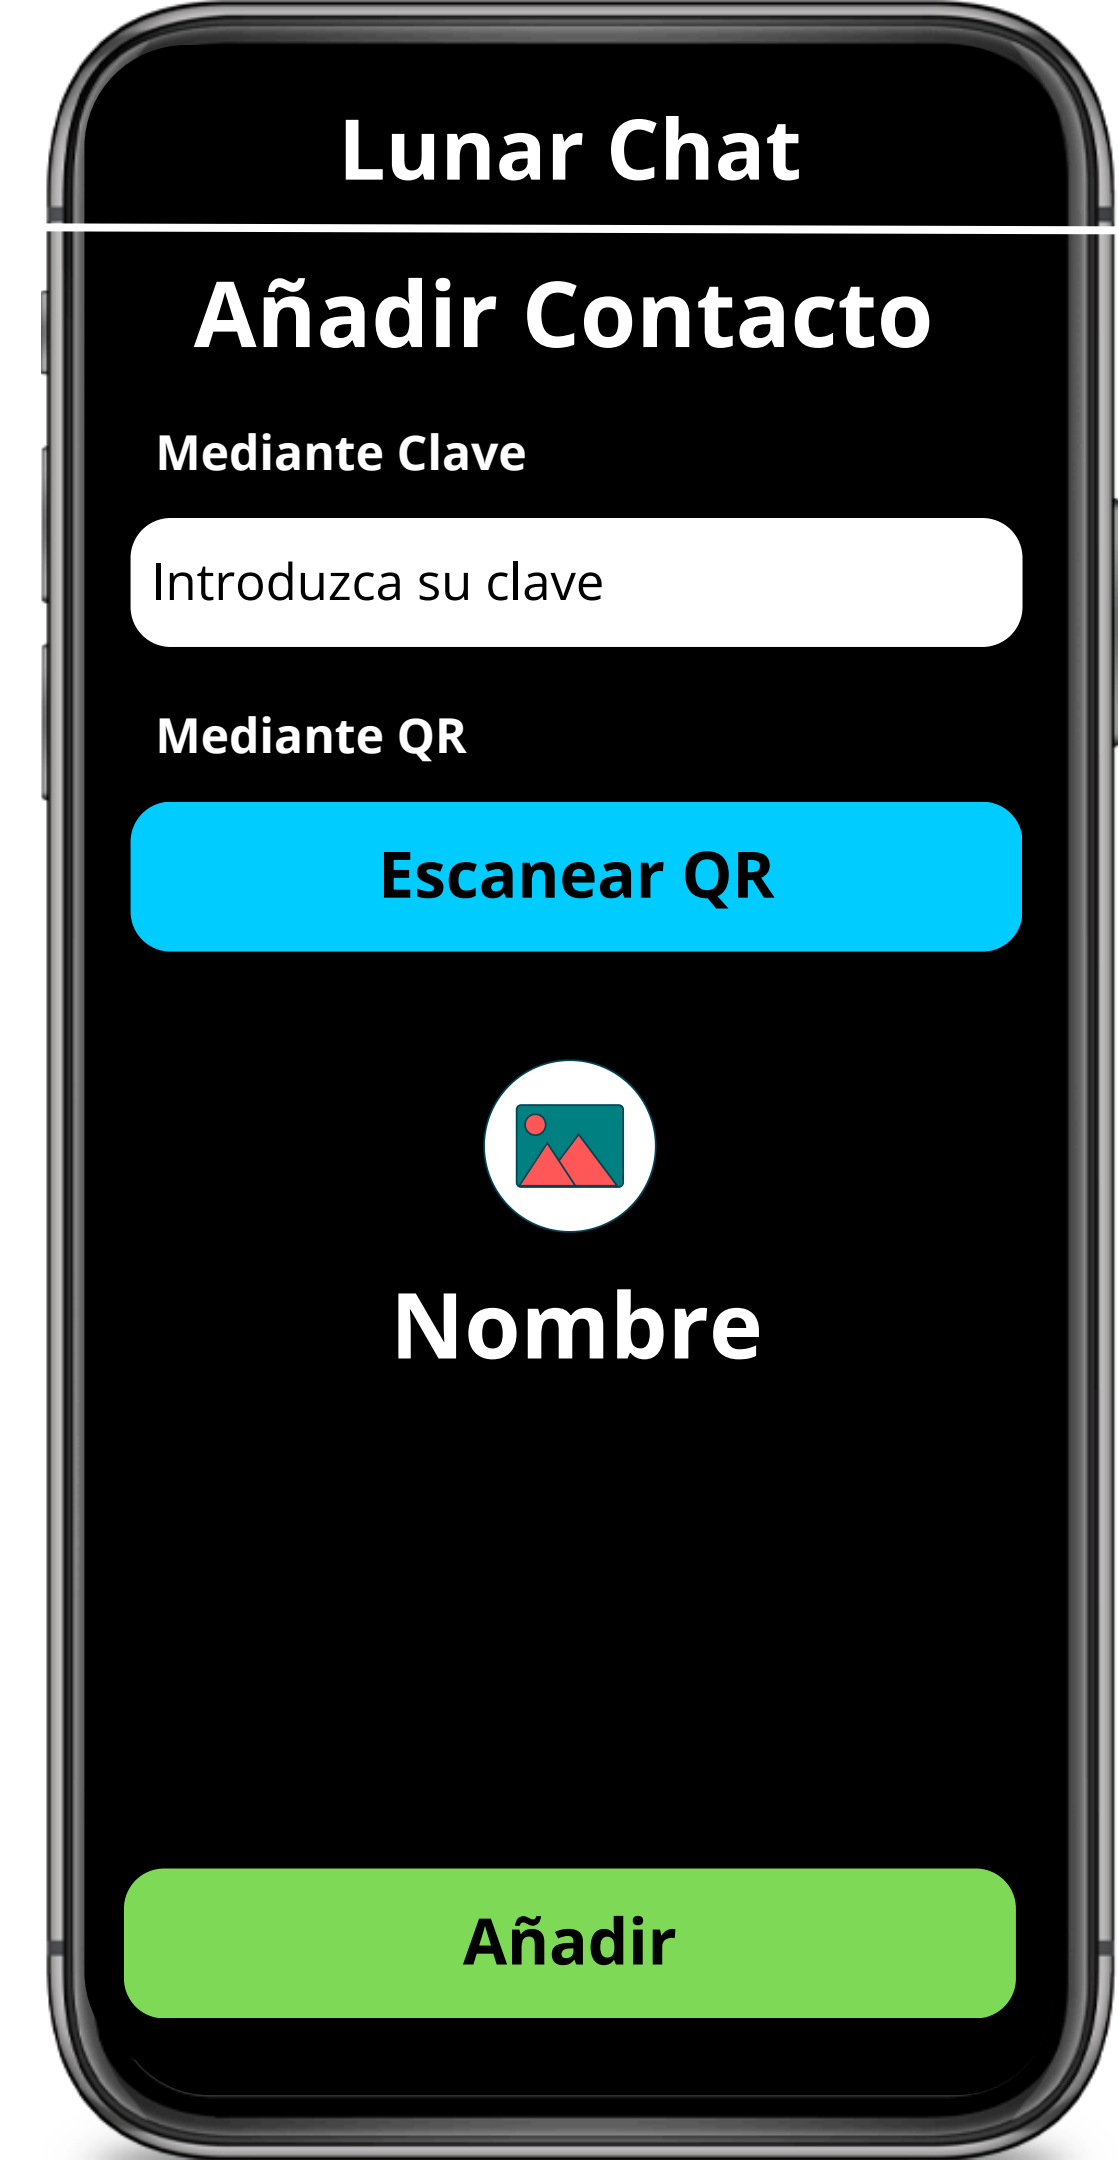 Lunar Chat
Añadir Contacto
Mediante Clave
Introduzca su clave
Mediante QR
Escanear QR
Nombre
Añadir